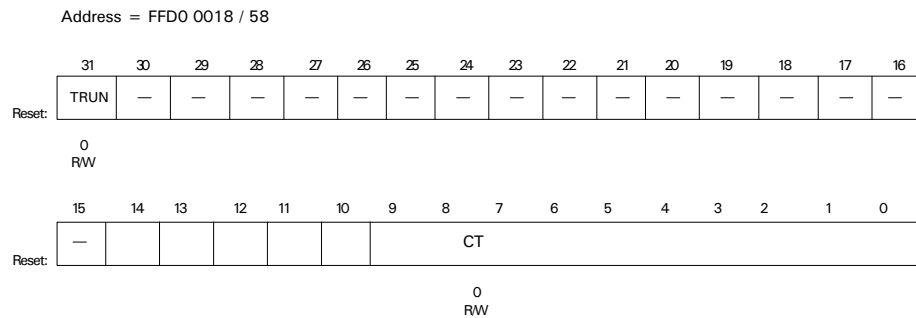 Address = FFD0 0018 / 58
31 30 29 28 27 26 25 24 23 22 21 20 19 18 17 16
TRUN — — — — — — — — — — — — — — —
Reset:
0
R/W
15 14 13 12 11 10 9 8 7 6 5 4 3 2 1 0
— CT
Reset:
0
R/W